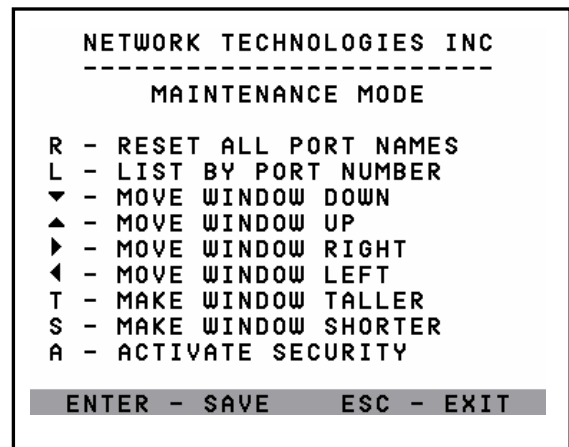 NETWORK TECHNOLOGIES INC
------------------------
MAINTENANCE MODE
R - RESET ALL PORT NAMES
L - LIST BY PORT NUMBER
▼ - MOVE WINDOW DOWN
▲ - MOVE WINDOW UP
▶ - MOVE WINDOW RIGHT
◀ - MOVE WINDOW LEFT
T - MAKE WINDOW TALLER
S - MAKE WINDOW SHORTER
A - ACTIVATE SECURITY
ENTER - SAVE ESC - EXIT